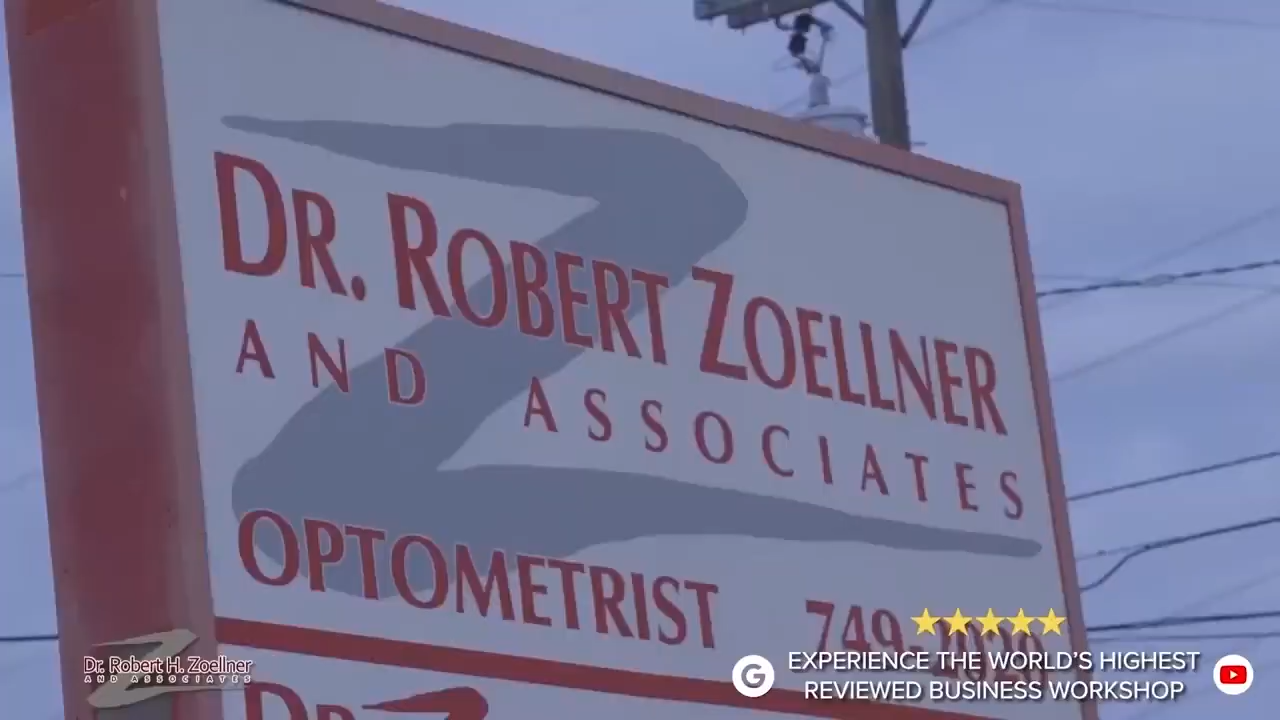 DR. ROBERT ZOELLNER
AND ASSOCIATES
OPTOMETRIST 749-
DR
Dr. Robert H. Zoellner
AND ASSOCIATES
G EXPERIENCE THE WORLD'S HIGHEST
REVIEWED BUSINESS WORKSHOP